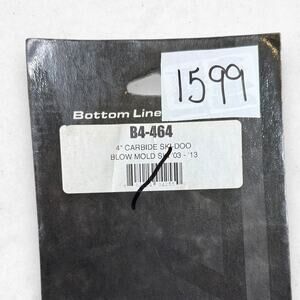 1599
Bottom Line
B4-464
4" CARBIDE SKI-DOO
BLOW MOLD SKI '03 - '13